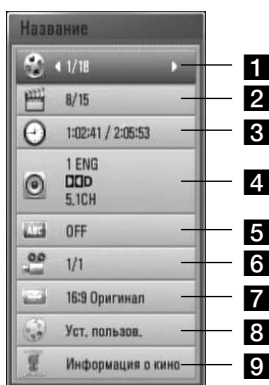 Название
1/18
1
8/15
2
1:02:41 / 2:05:53
3
1 ENG
DDD
5.1CH
4
OFF
5
1/1
6
16:9 Оригинал
7
Уст. пользов.
8
Информация о кино
9